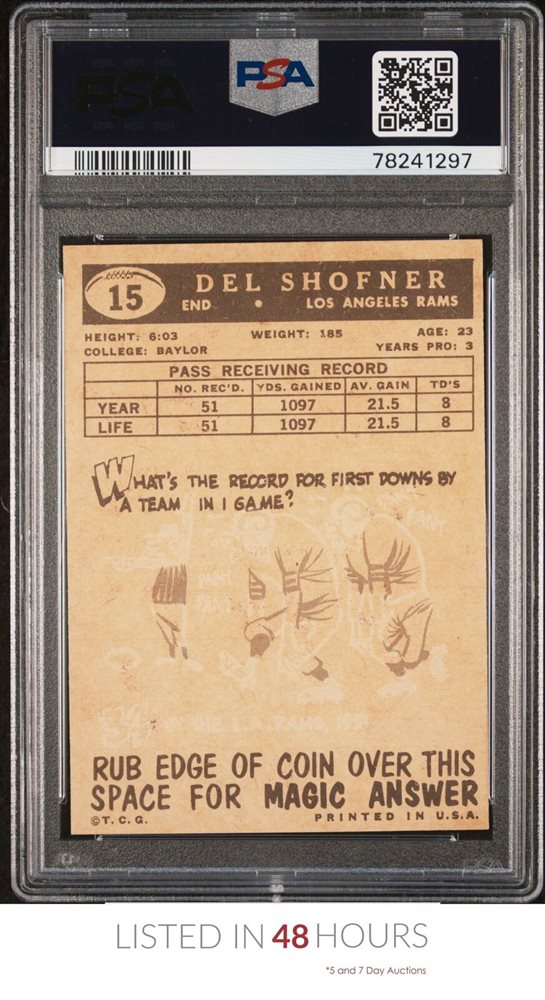 PSA
PSA
78241297
15
DEL SHOFNER
END • LOS ANGELES RAMS
HEIGHT: 6:03 WEIGHT: 185 AGE: 23
COLLEGE: BAYLOR YEARS PRO: 3
PASS RECEIVING RECORD
NO. REC'D. YDS. GAINED AV. GAIN TD'S
YEAR 51 1097 21.5 8
LIFE 51 1097 21.5 8
WHAT'S THE RECORD FOR FIRST DOWNS BY
A TEAM IN 1 GAME?
BY THE L.A. RAMS
RUB EDGE OF COIN OVER THIS
SPACE FOR MAGIC ANSWER
©T. C. G. PRINTED IN U.S.A.
PSA
LISTED IN 48 HOURS
*5 and 7 Day Auctions